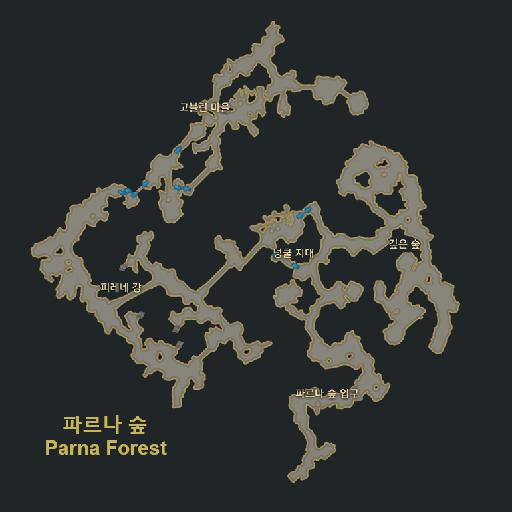 고블린 마을
깊은 숲
넝쿨 지대
피레네 강
파르나 숲 입구
파르나 숲
Parna Forest